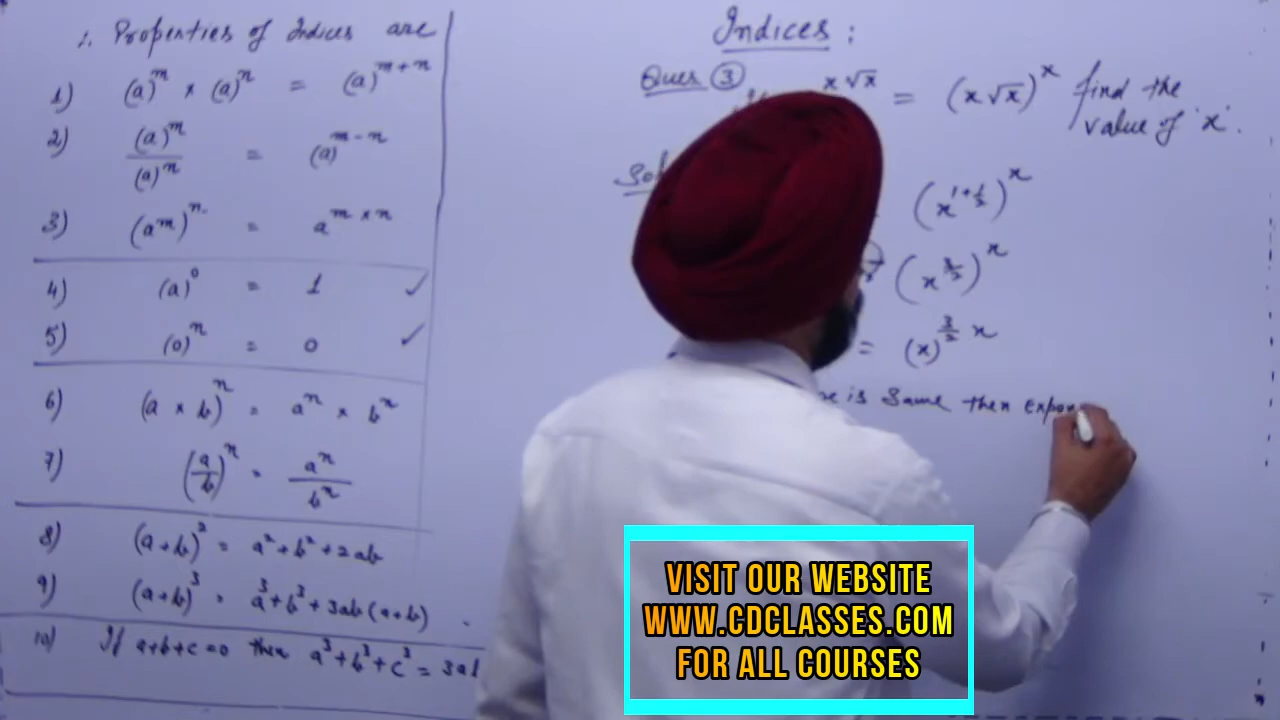 1. Properties of Indices are
1) (a)^m × (a)^n = (a)^{m+n}
2) (a)^m / (a)^n = (a)^{m-n}
3) (a^m)^n = a^{m×n}
4) (a)^0 = 1 ✓
5) (0)^n = 0 ✓
6) (a × b)^n = a^n × b^n
7) (a/b)^n = a^n / b^n
8) (a+b)^2 = a^2+b^2+2ab
9) (a+b)^3 = a^3+b^3+3ab(a+b)
10) If a+b+c=0 then a^3+b^3+c^3 = 3a
Indices :
Ques ③ x√x = (x√x)^x find the
value of 'x'.
Sol
(x^{1+1/2})^x
(x^{3/2})^x
= (x)^{3/2 x}
is Same then expon
VISIT OUR WEBSITE
WWW.CDCLASSES.COM
FOR ALL COURSES